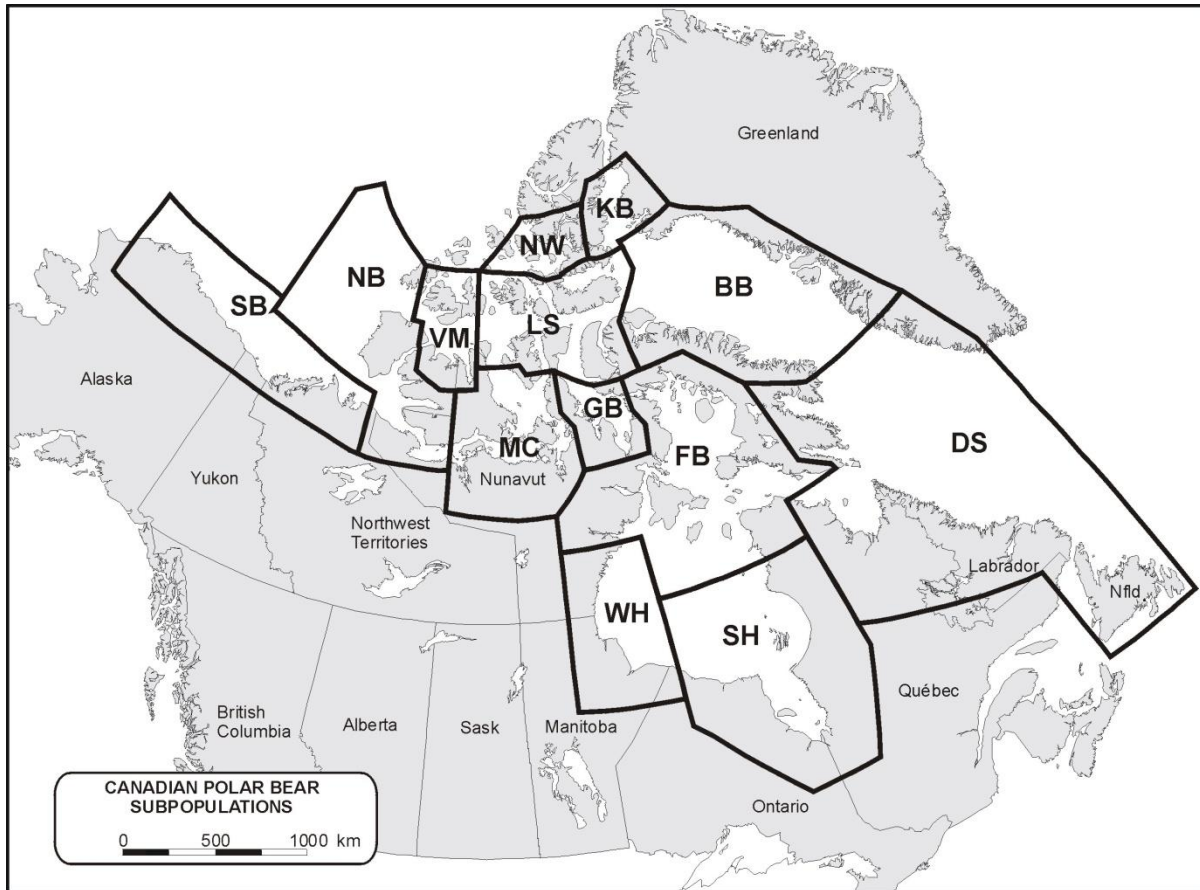 Greenland
KB
NW
NB
SB
BB
VM
LS
Alaska
GB
MC
FB
DS
Yukon
Nunavut
Northwest
Territories
Labrador
Nfld.
WH
SH
Québec
British
Columbia
Alberta
Sask
Manitoba
Ontario
CANADIAN POLAR BEAR
SUBPOPULATIONS
0 500 1000 km